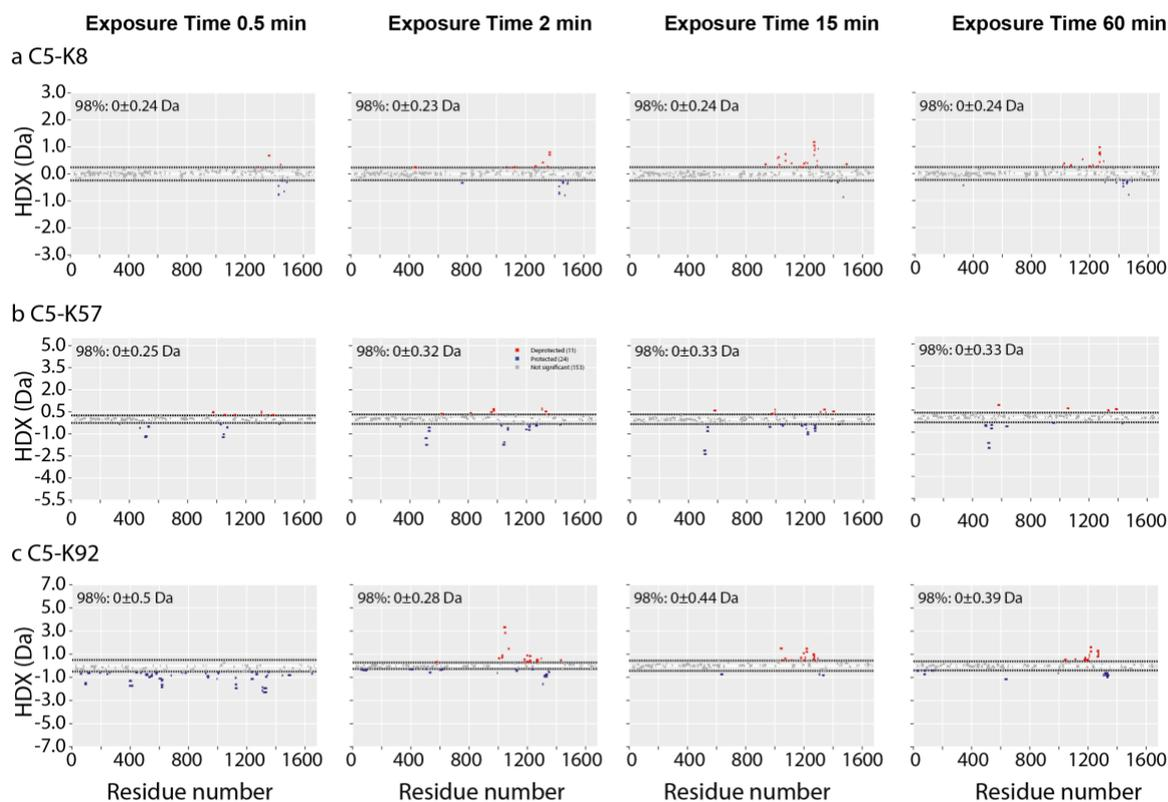 Exposure Time 0.5 min Exposure Time 2 min Exposure Time 15 min Exposure Time 60 min
a C5-K8
98%: 0±0.24 Da 98%: 0±0.23 Da 98%: 0±0.24 Da 98%: 0±0.24 Da
HDX (Da)
3.0
2.0
1.0
0.0
-1.0
-2.0
-3.0
0 400 800 1200 1600 0 400 800 1200 1600 0 400 800 1200 1600 0 400 800 1200 1600
b C5-K57
98%: 0±0.25 Da 98%: 0±0.32 Da 98%: 0±0.33 Da 98%: 0±0.33 Da
Deprotected (11)
Protected (24)
Not significant (153)
HDX (Da)
5.0
3.5
2.0
0.5
-1.0
-2.5
-4.0
-5.5
0 400 800 1200 1600 0 400 800 1200 1600 0 400 800 1200 1600 0 400 800 1200 1600
c C5-K92
98%: 0±0.5 Da 98%: 0±0.28 Da 98%: 0±0.44 Da 98%: 0±0.39 Da
HDX (Da)
7.0
5.0
3.0
1.0
-1.0
-3.0
-5.0
-7.0
0 400 800 1200 1600 0 400 800 1200 1600 0 400 800 1200 1600 0 400 800 1200 1600
Residue number Residue number Residue number Residue number